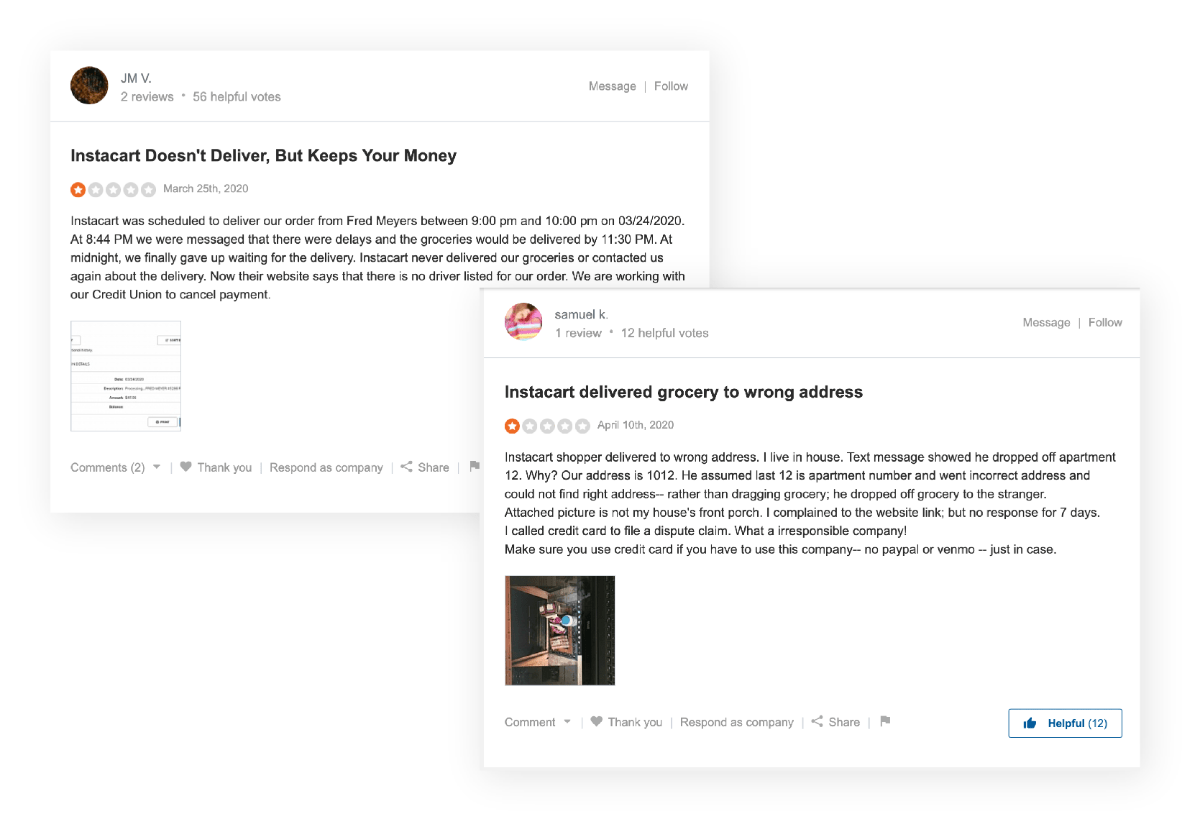 JM V.
2 reviews • 56 helpful votes
Message | Follow
Instacart Doesn't Deliver, But Keeps Your Money
March 25th, 2020
Instacart was scheduled to deliver our order from Fred Meyers between 9:00 pm and 10:00 pm on 03/24/2020.
At 8:44 PM we were messaged that there were delays and the groceries would be delivered by 11:30 PM. At
midnight, we finally gave up waiting for the delivery. Instacart never delivered our groceries or contacted us
again about the delivery. Now their website says that there is no driver listed for our order. We are working with
our Credit Union to cancel payment.
Date: 03/24/2020
Description: Processing...
Amount:
PRINT
Comments (2) | Thank you | Respond as company | Share |
samuel k.
1 review • 12 helpful votes
Message | Follow
Instacart delivered grocery to wrong address
April 10th, 2020
Instacart shopper delivered to wrong address. I live in house. Text message showed he dropped off apartment
12. Why? Our address is 1012. He assumed last 12 is apartment number and went incorrect address and
could not find right address-- rather than dragging grocery; he dropped off grocery to the stranger.
Attached picture is not my house's front porch. I complained to the website link; but no response for 7 days.
I called credit card to file a dispute claim. What a irresponsible company!
Make sure you use credit card if you have to use this company-- no paypal or venmo -- just in case.
Comment | Thank you | Respond as company | Share |
Helpful (12)